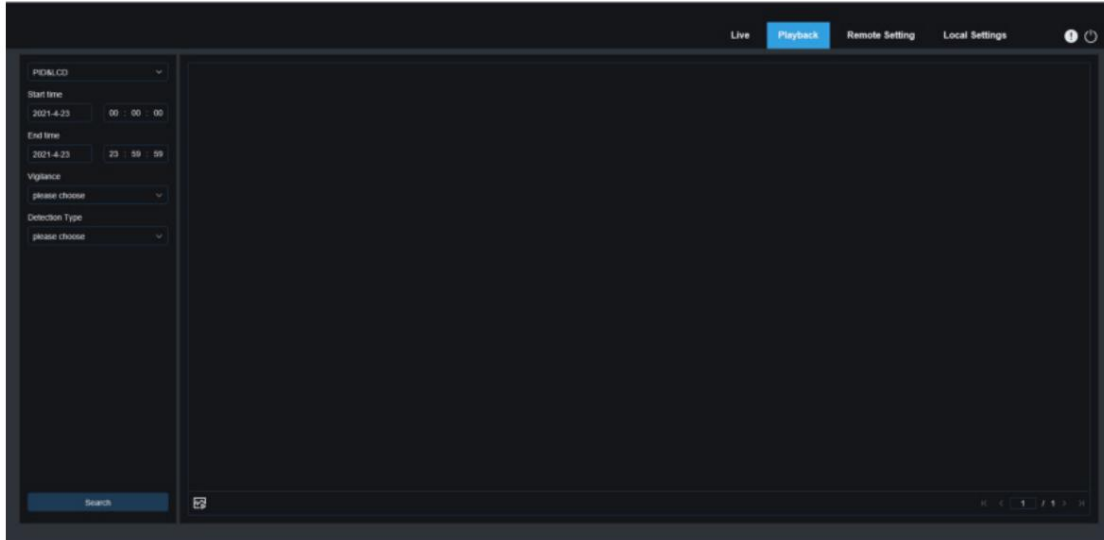 Live Playback Remote Setting Local Settings
PID&LCD
Start time
2021-4-23 00 : 00 : 00
End time
2021-4-23 23 : 59 : 59
Vigilance
please choose
Detection Type
please choose
Search
1 / 1